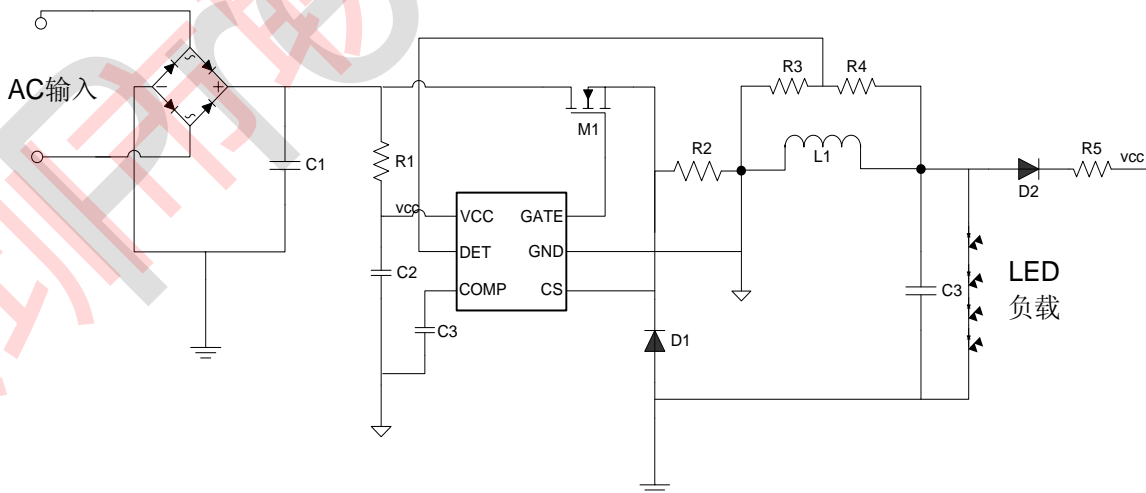 AC输入
C1
R1
vcc
C2
C3
VCC
DET
COMP
GATE
GND
CS
M1
R2
R3
R4
L1
D1
C3
D2
R5
vcc
LED
负载